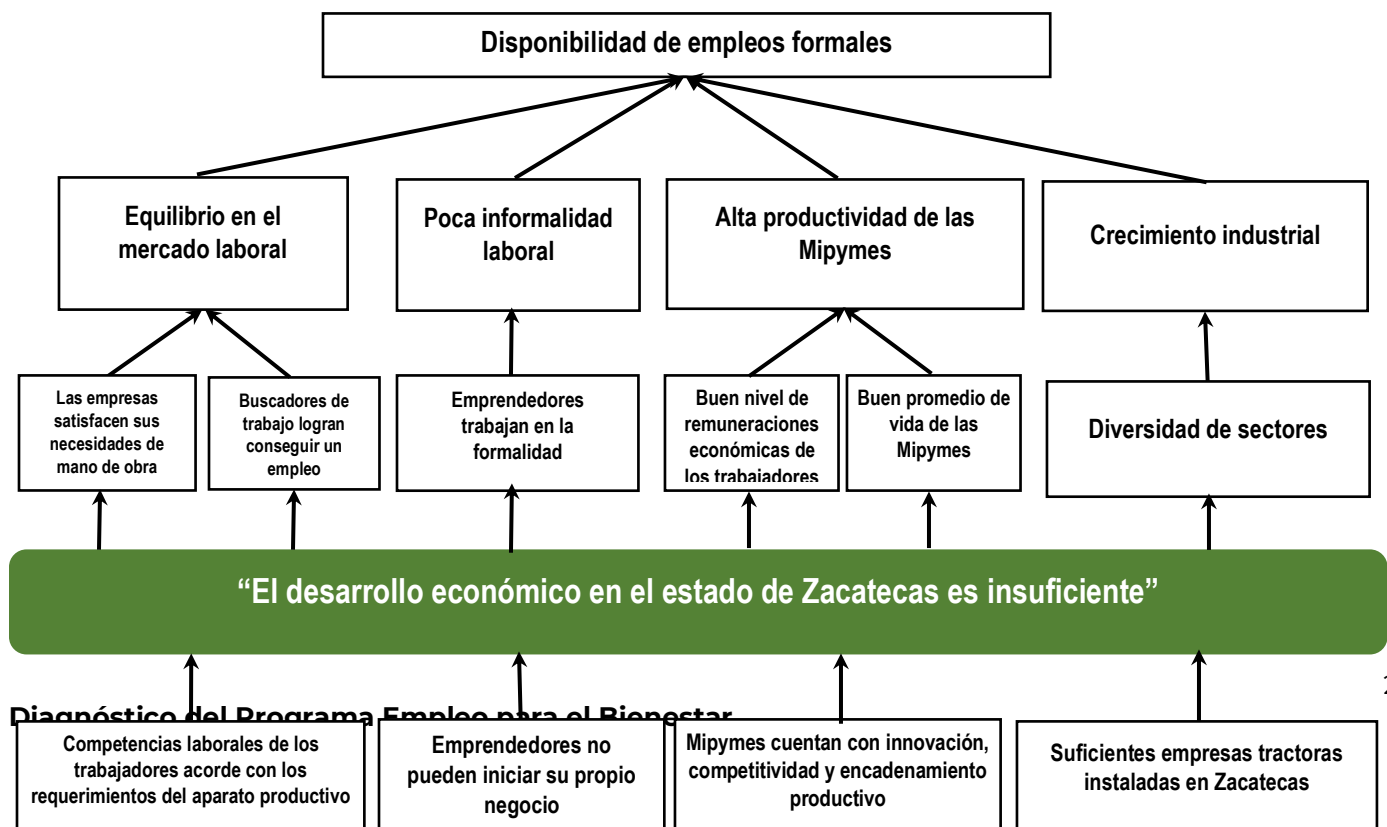 Disponibilidad de empleos formales
Equilibrio en el
mercado laboral
Poca informalidad
laboral
Alta productividad de las
Mipymes
Crecimiento industrial
Las empresas
satisfacen sus
necesidades de
mano de obra
Buscadores de
trabajo logran
conseguir un
empleo
Emprendedores
trabajan en la
formalidad
Buen nivel de
remuneraciones
económicas de
los trabajadores
Buen promedio de
vida de las
Mipymes
Diversidad de sectores
“El desarrollo económico en el estado de Zacatecas es insuficiente”
Diagnóstico del Programa Empleo para el Bienestar
Competencias laborales de los
trabajadores acorde con los
requerimientos del aparato productivo
Emprendedores no
pueden iniciar su propio
negocio
Mipymes cuentan con innovación,
competitividad y encadenamiento
productivo
Suficientes empresas tractoras
instaladas en Zacatecas